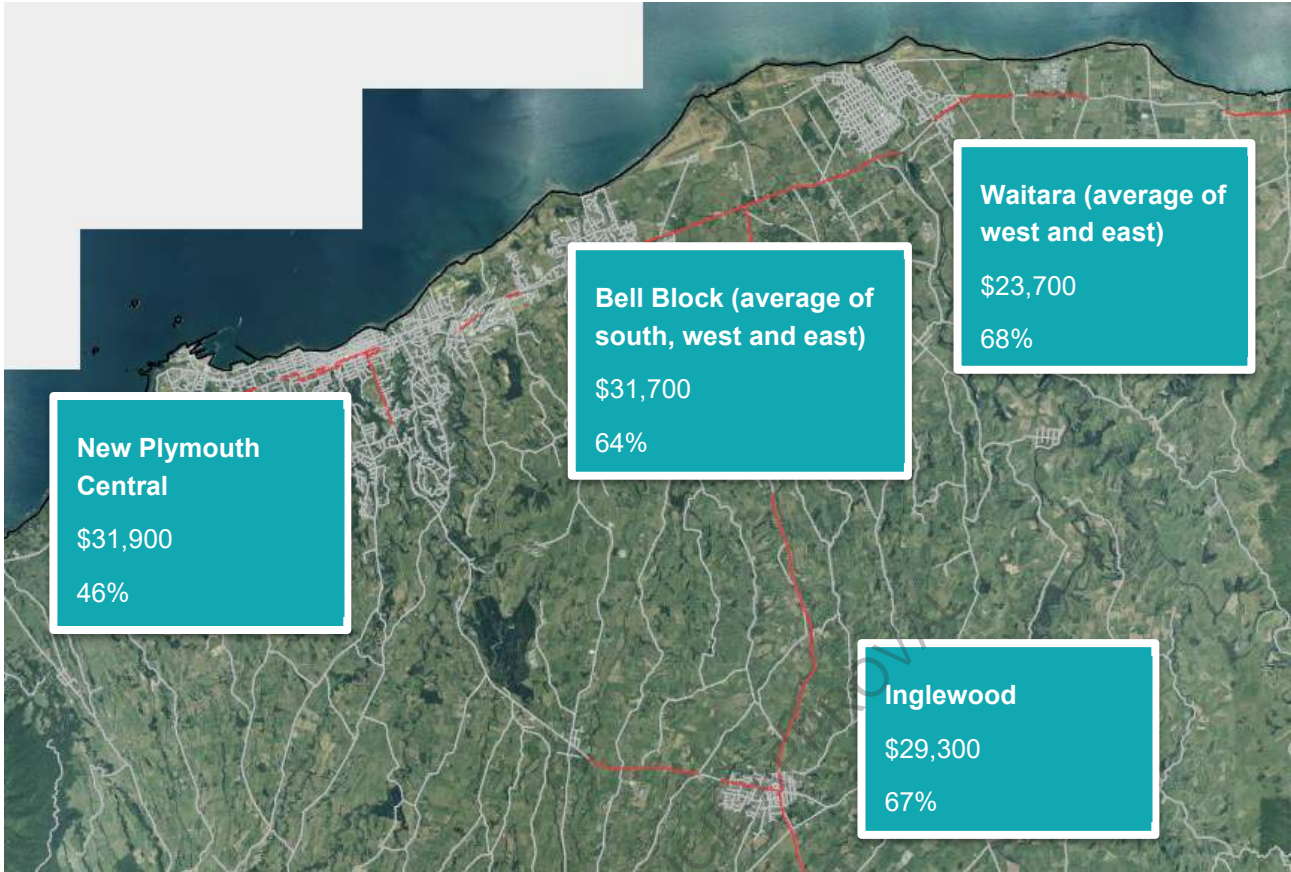 Waitara (average of
west and east)
$23,700
68%
Bell Block (average of
south, west and east)
$31,700
64%
New Plymouth
Central
$31,900
46%
Inglewood
$29,300
67%